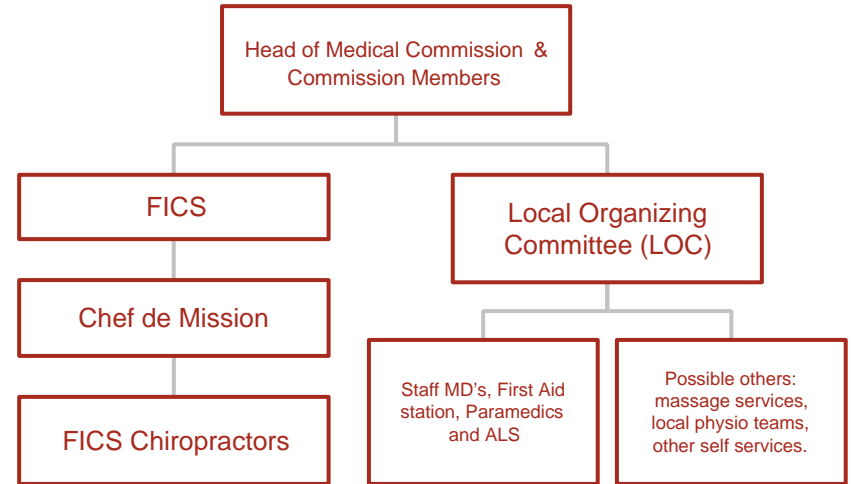 Head of Medical Commission &
Commission Members
FICS
Local Organizing
Committee (LOC)
Chef de Mission
Staff MD's, First Aid
station, Paramedics
and ALS
Possible others:
massage services,
local physio teams,
other self services.
FICS Chiropractors